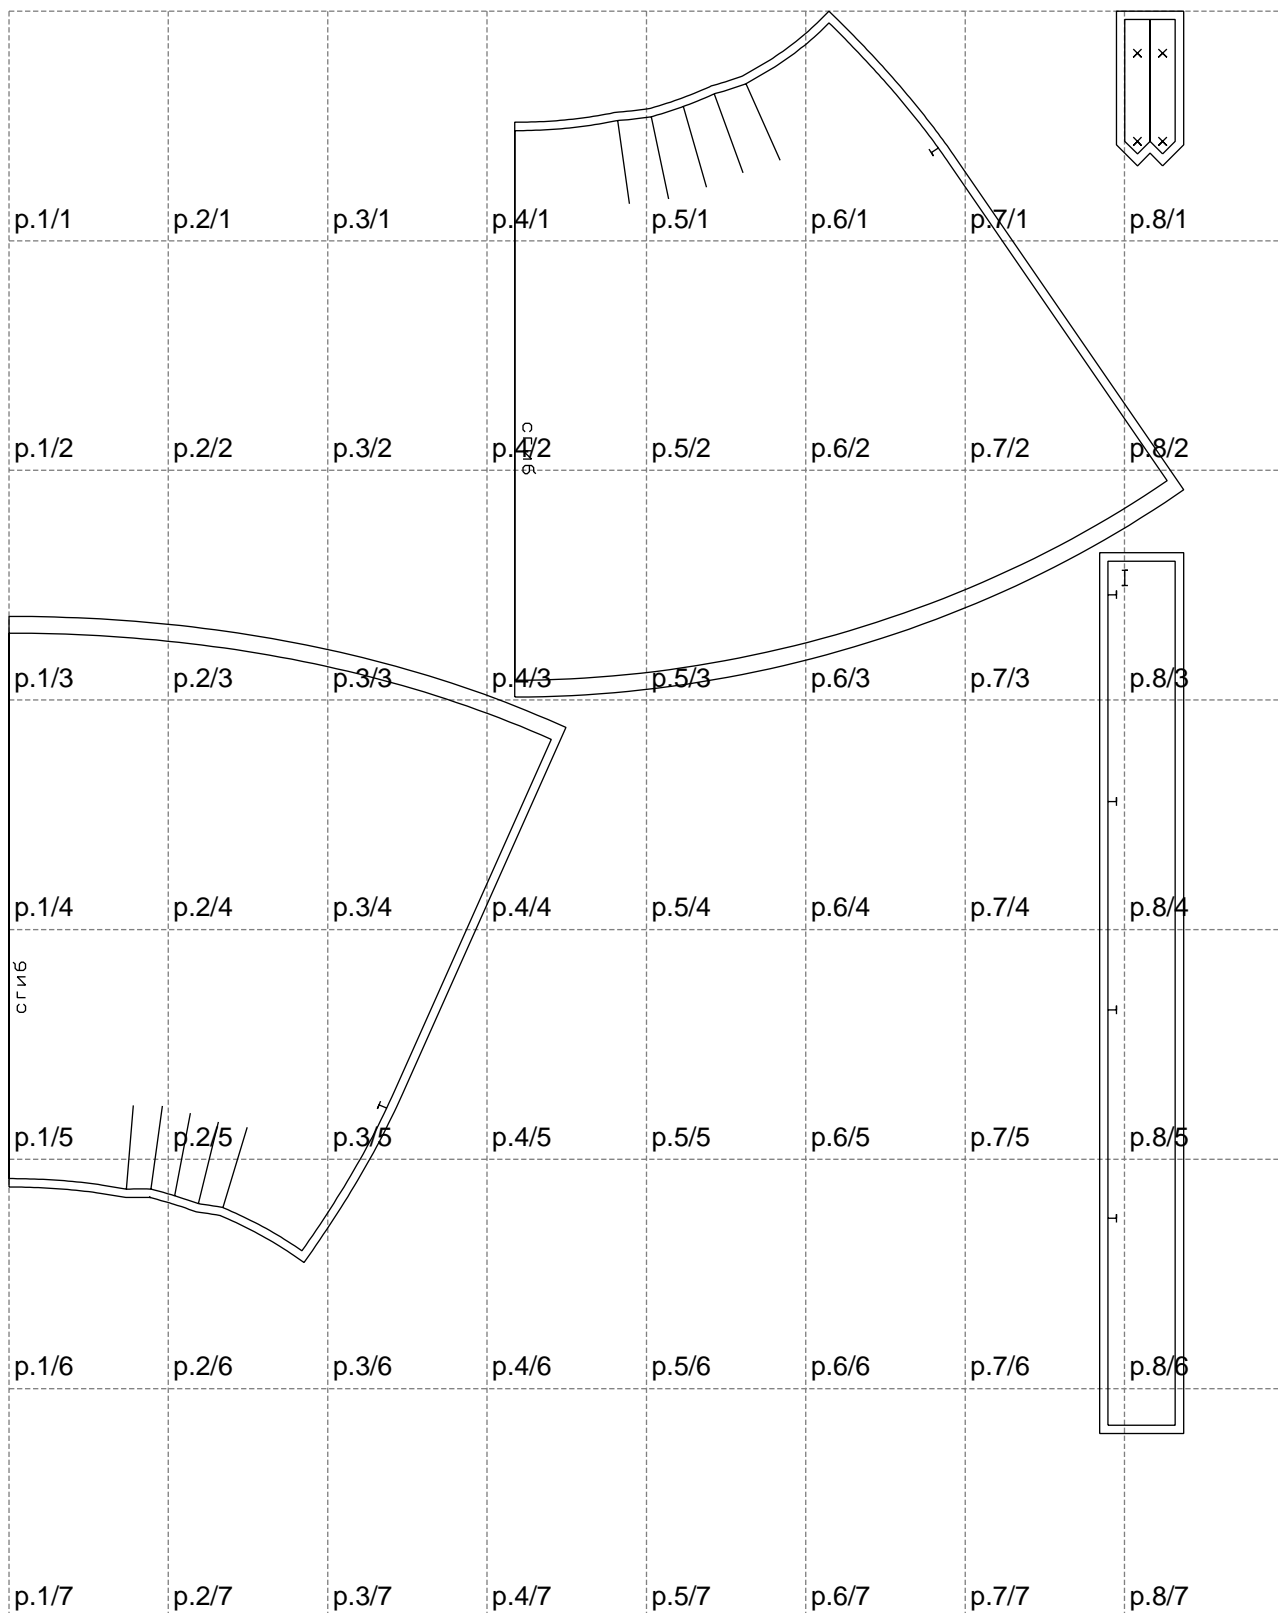 p.1/1 p.2/1 p.3/1 p.4/1 p.5/1 p.6/1 p.7/1 p.8/1
сгиб
p.1/2 p.2/2 p.3/2 p.4/2 p.5/2 p.6/2 p.7/2 p.8/2
p.1/3 p.2/3 p.3/3 p.4/3 p.5/3 p.6/3 p.7/3 p.8/3
p.1/4 p.2/4 p.3/4 p.4/4 p.5/4 p.6/4 p.7/4 p.8/4
сгиб
p.1/5 p.2/5 p.3/5 p.4/5 p.5/5 p.6/5 p.7/5 p.8/5
p.1/6 p.2/6 p.3/6 p.4/6 p.5/6 p.6/6 p.7/6 p.8/6
p.1/7 p.2/7 p.3/7 p.4/7 p.5/7 p.6/7 p.7/7 p.8/7